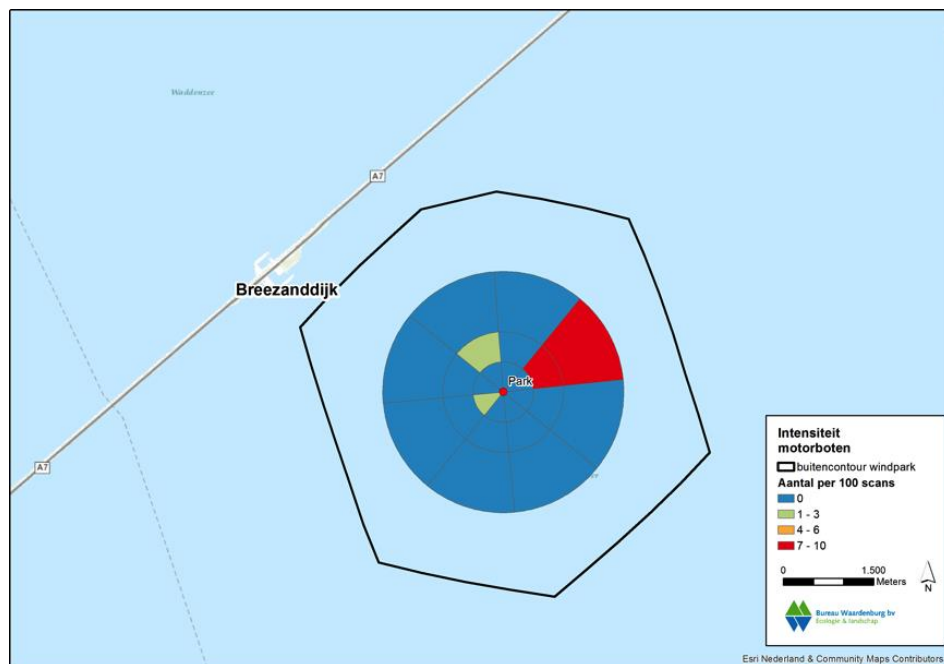 Waddenzee
A7
Breezanddijk
Park
A7
Intensiteit
motorboten
buitencontour windpark
Aantal per 100 scans
0
1 - 3
4 - 6
7 - 10
0 1.500
Meters
N
Bureau Waardenburg bv
Ecologie & landschap
Esri Nederland & Community Maps Contributors